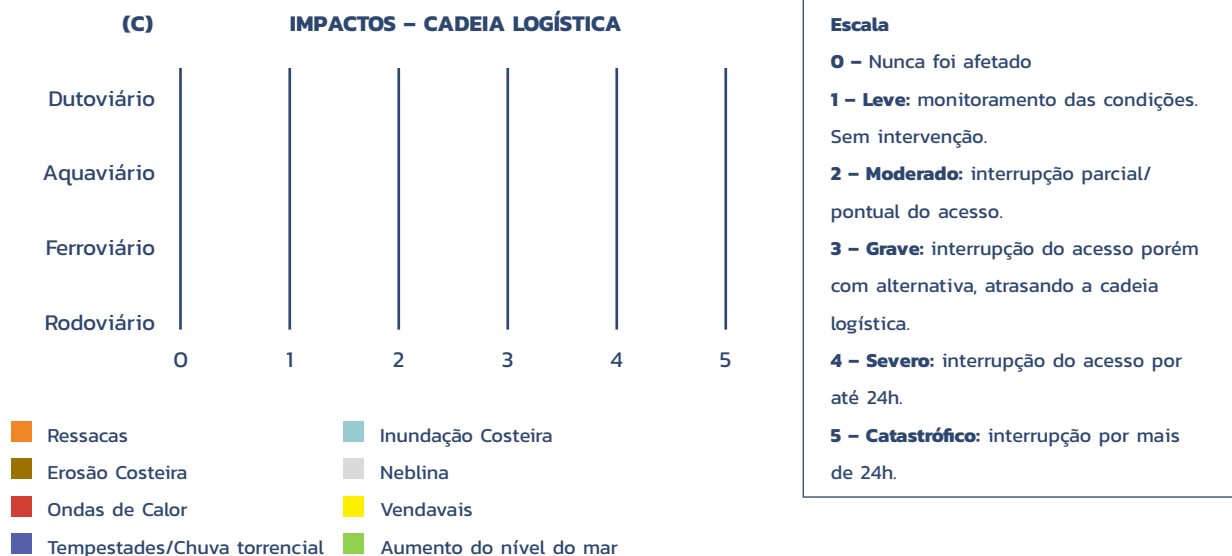 (C) IMPACTOS – CADEIA LOGÍSTICA
Dutoviário
Aquaviário
Ferroviário
Rodoviário
0 1 2 3 4 5
Ressacas
Erosão Costeira
Ondas de Calor
Tempestades/Chuva torrencial
Inundação Costeira
Neblina
Vendavais
Aumento do nível do mar
Escala
0 – Nunca foi afetado
1 – Leve: monitoramento das condições.
Sem intervenção.
2 – Moderado: interrupção parcial/
pontual do acesso.
3 – Grave: interrupção do acesso porém
com alternativa, atrasando a cadeia
logística.
4 – Severo: interrupção do acesso por
até 24h.
5 – Catastrófico: interrupção por mais
de 24h.